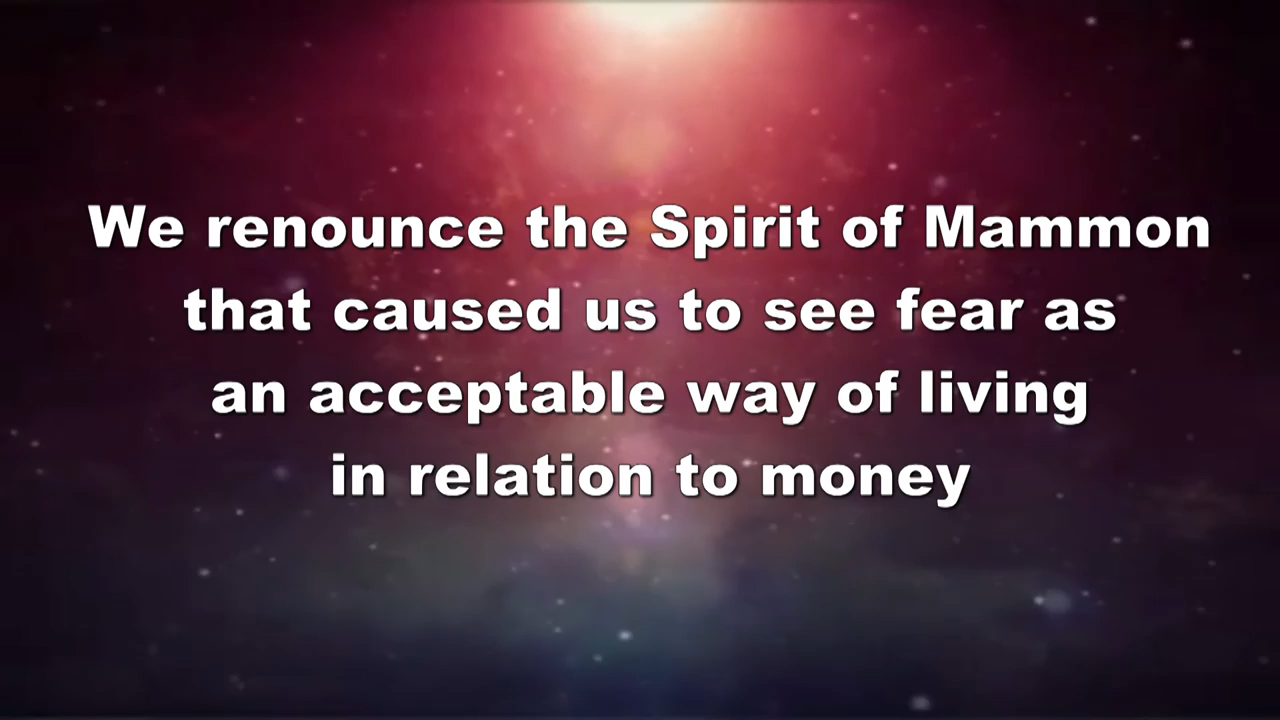 We renounce the Spirit of Mammon
that caused us to see fear as
an acceptable way of living
in relation to money